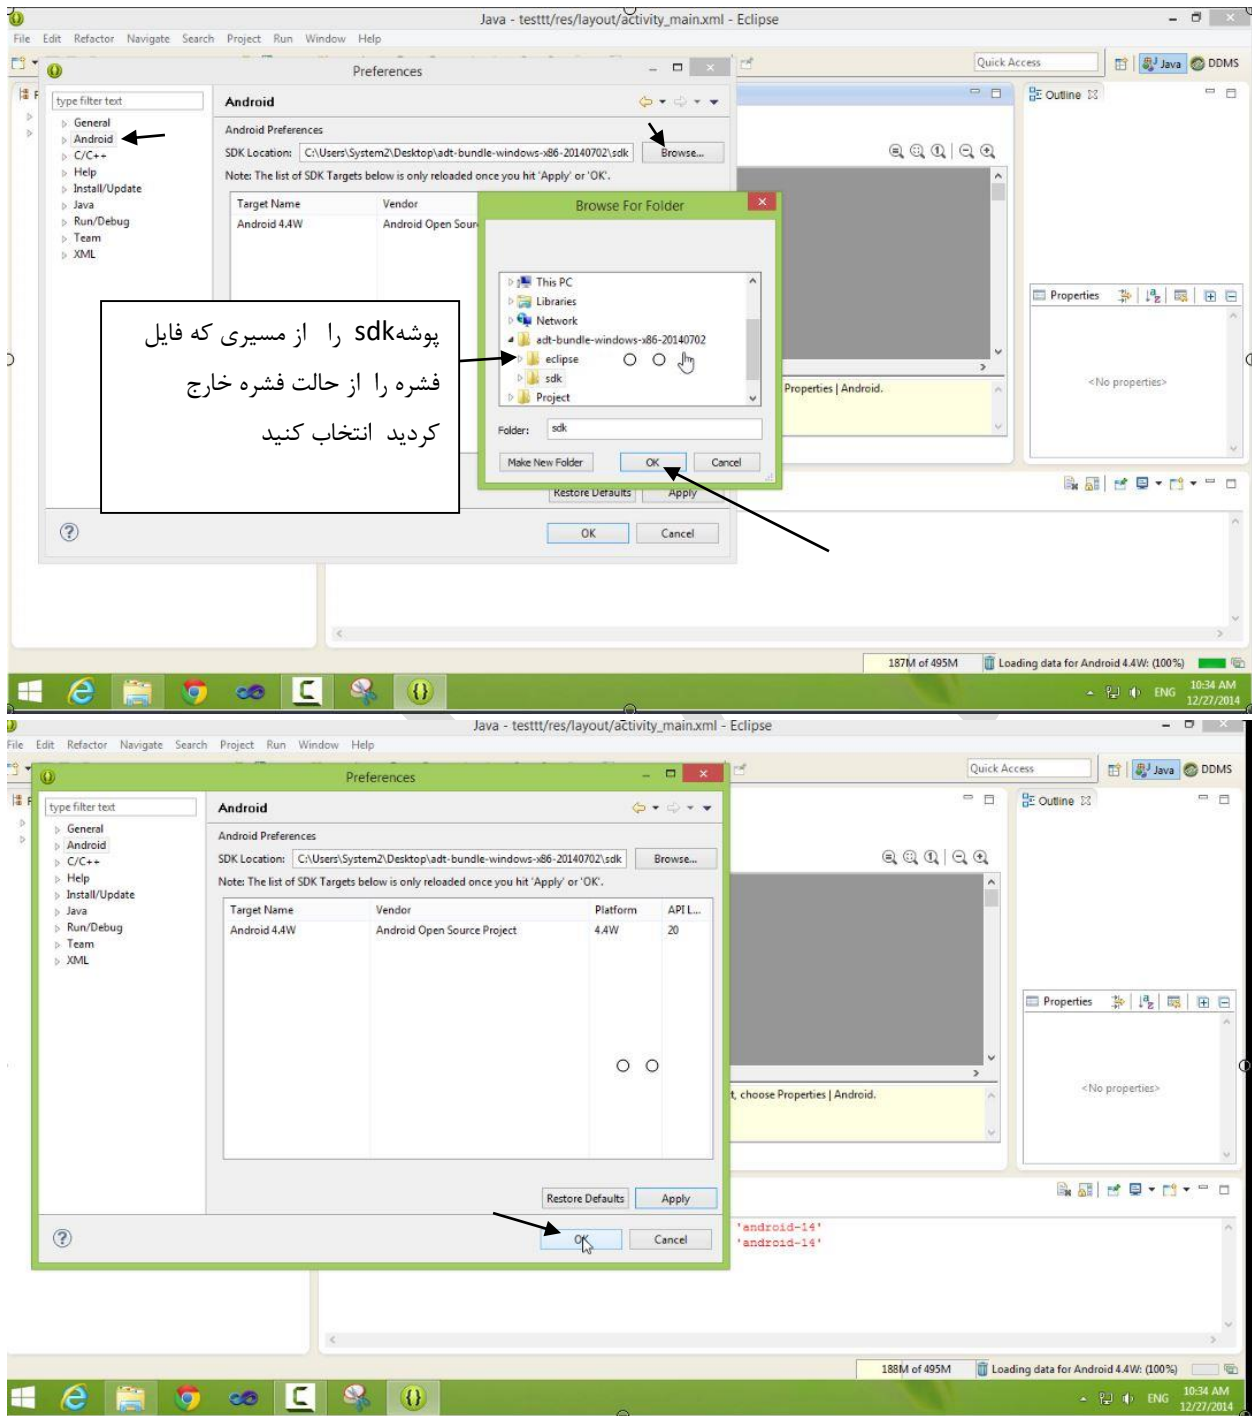 Java - testtt/res/layout/activity_main.xml - Eclipse
File Edit Refactor Navigate Search Project Run Window Help
Quick Access Java DDMS
Preferences
type filter text
General
Android
C/C++
Help
Install/Update
Java
Run/Debug
Team
XML
Android
Android Preferences
SDK Location: C:\Users\System2\Desktop\adt-bundle-windows-x86-20140702\sdk Browse...
Note: The list of SDK Targets below is only reloaded once you hit 'Apply' or 'OK'.
Target Name Vendor
Android 4.4W Android Open Sour
Browse For Folder
This PC
Libraries
Network
adt-bundle-windows-x86-20140702
eclipse
sdk
Project
Folder: sdk
Make New Folder OK Cancel
Restore Defaults Apply
OK Cancel
پوشهsdk را از مسیری که فایل
فشره را از حالت فشره خارج
کردید انتخاب کنید
Outline
Properties
<No properties>
Properties | Android.
187M of 495M Loading data for Android 4.4W: (100%)
ENG 10:34 AM
12/27/2014
Java - testtt/res/layout/activity_main.xml - Eclipse
File Edit Refactor Navigate Search Project Run Window Help
Quick Access Java DDMS
Preferences
type filter text
General
Android
C/C++
Help
Install/Update
Java
Run/Debug
Team
XML
Android
Android Preferences
SDK Location: C:\Users\System2\Desktop\adt-bundle-windows-x86-20140702\sdk Browse...
Note: The list of SDK Targets below is only reloaded once you hit 'Apply' or 'OK'.
Target Name Vendor Platform API L...
Android 4.4W Android Open Source Project 4.4W 20
Restore Defaults Apply
OK Cancel
Outline
Properties
<No properties>
t, choose Properties | Android.
'android-14'
'android-14'
188M of 495M Loading data for Android 4.4W: (100%)
ENG 10:34 AM
12/27/2014